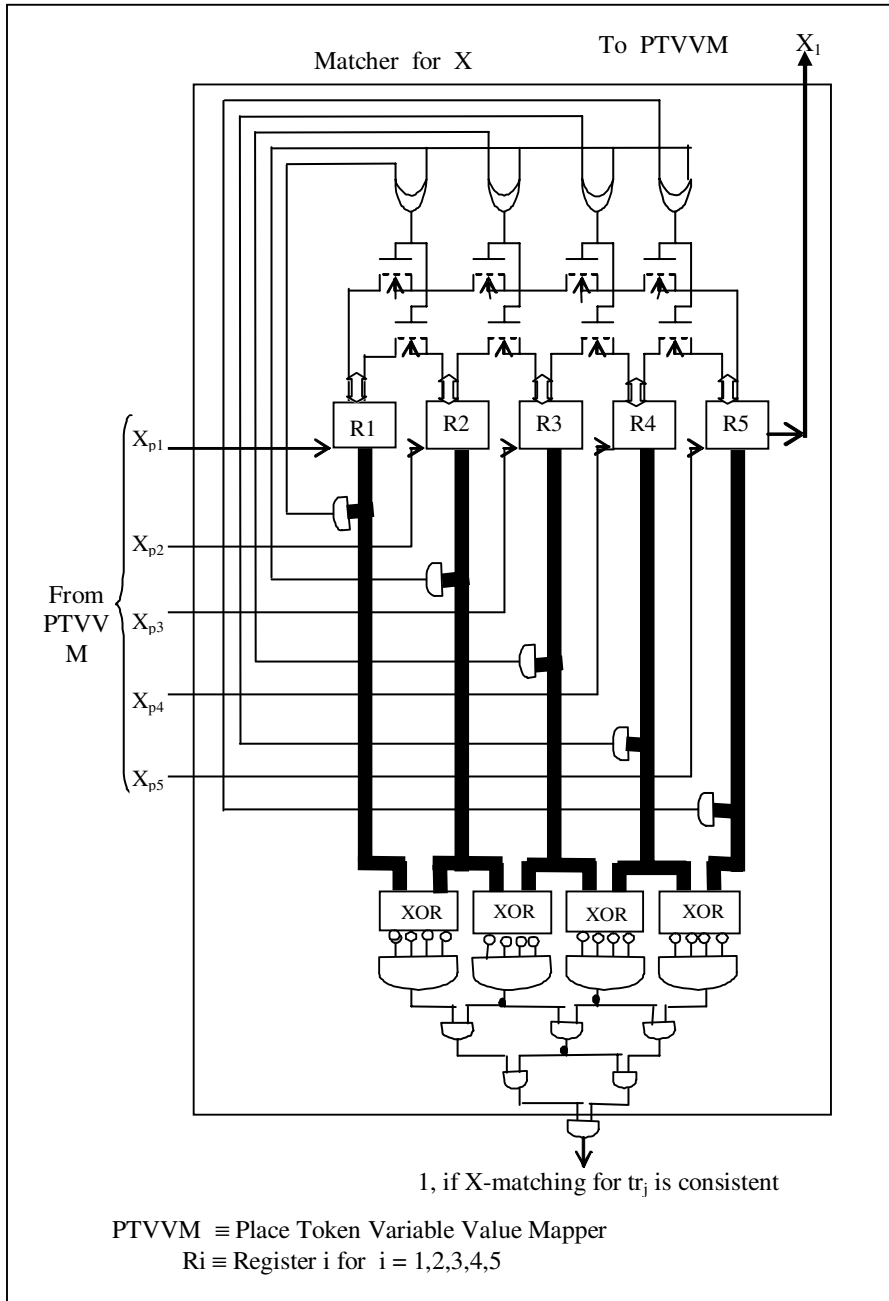 To PTVVM
X1
Matcher for X
R1
R2
R3
R4
R5
Xp1
Xp2
Xp3
Xp4
Xp5
From
PTVV
M
XOR
XOR
XOR
XOR
1, if X-matching for trj is consistent
PTVVM ≡ Place Token Variable Value Mapper
Ri ≡ Register i for i = 1,2,3,4,5